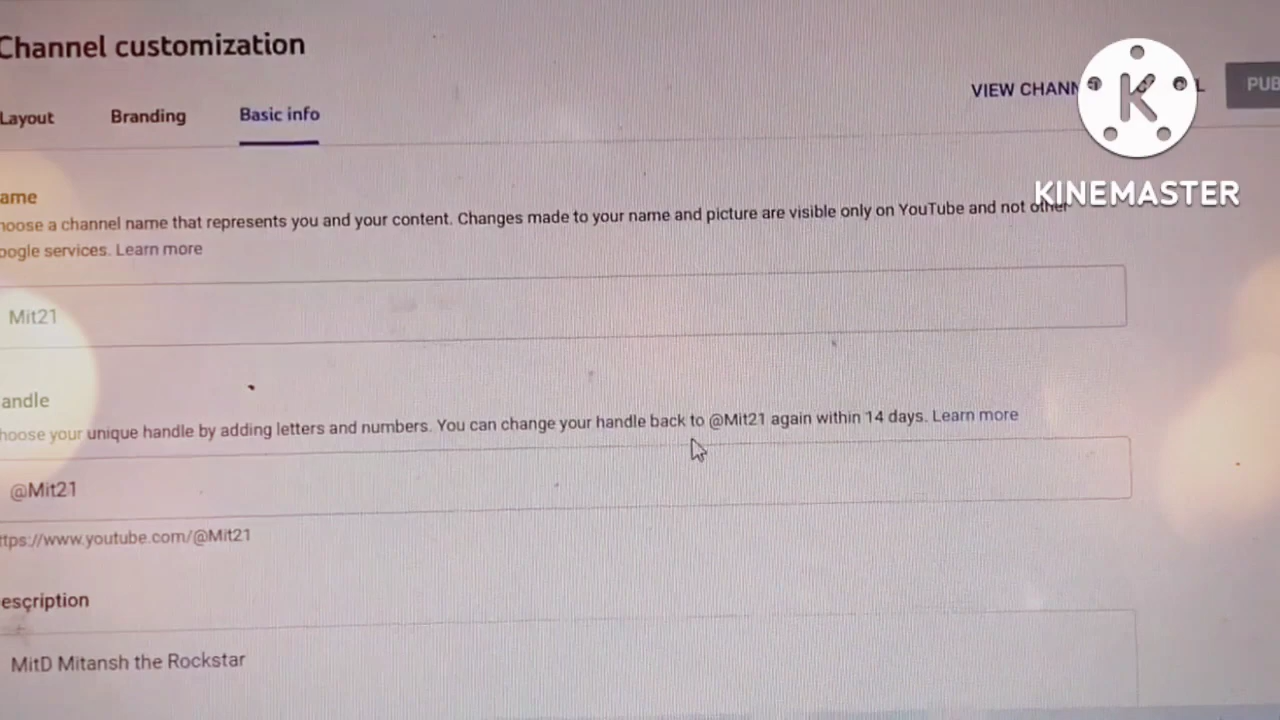 Channel customization
VIEW CHANN
PUB
Layout
Branding
Basic info
KINEMASTER
ame
hoose a channel name that represents you and your content. Changes made to your name and picture are visible only on YouTube and not other
oogle services. Learn more
Mit21
andle
hoose your unique handle by adding letters and numbers. You can change your handle back to @Mit21 again within 14 days. Learn more
@Mit21
ttps://www.youtube.com/@Mit21
escription
MitD Mitansh the Rockstar